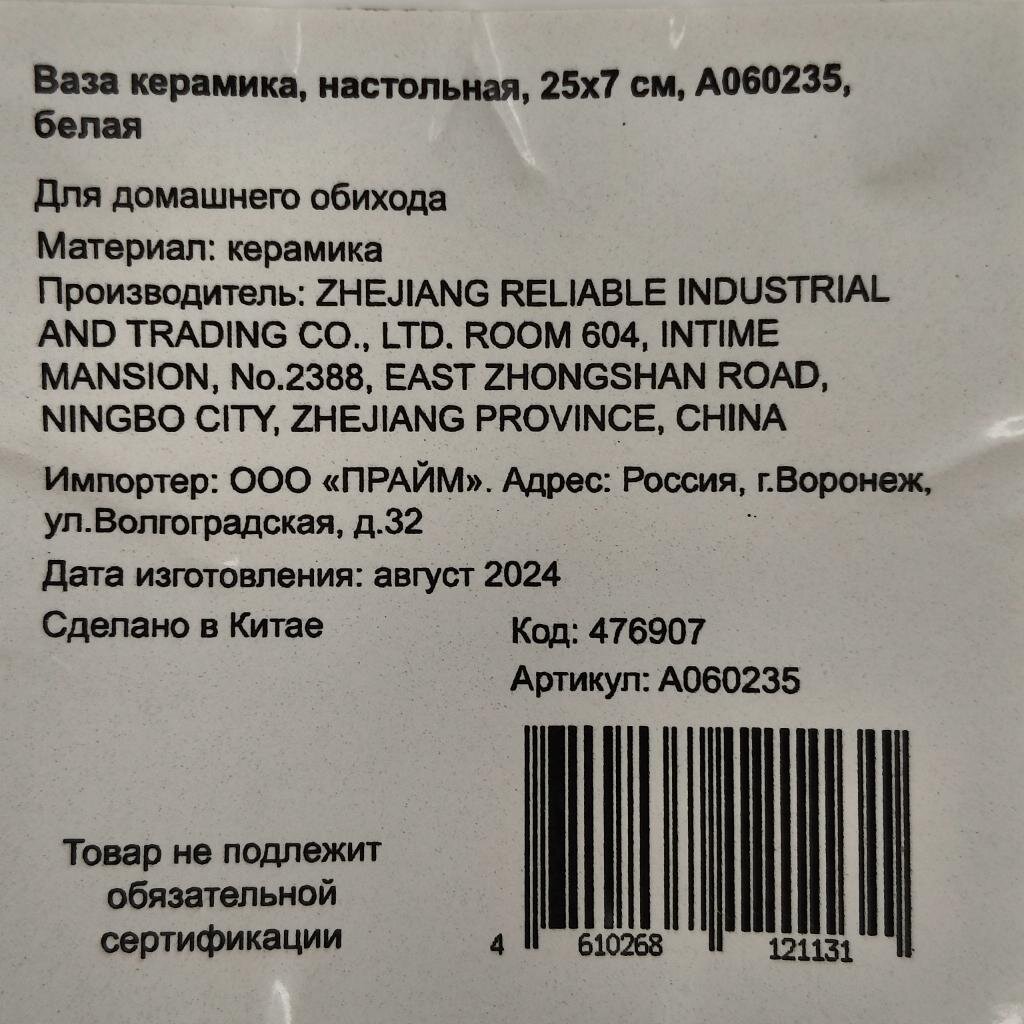 Ваза керамика, настольная, 25х7 см, А060235,
белая
Для домашнего обихода
Материал: керамика
Производитель: ZHEJIANG RELIABLE INDUSTRIAL
AND TRADING CO., LTD. ROOM 604, INTIME
MANSION, No.2388, EAST ZHONGSHAN ROAD,
NINGBO CITY, ZHEJIANG PROVINCE, CHINA
Импортер: ООО «ПРАЙМ». Адрес: Россия, г.Воронеж,
ул.Волгоградская, д.32
Дата изготовления: август 2024
Сделано в Китае
Код: 476907
Артикул: А060235
Товар не подлежит
обязательной
сертификации
4 610268 121131